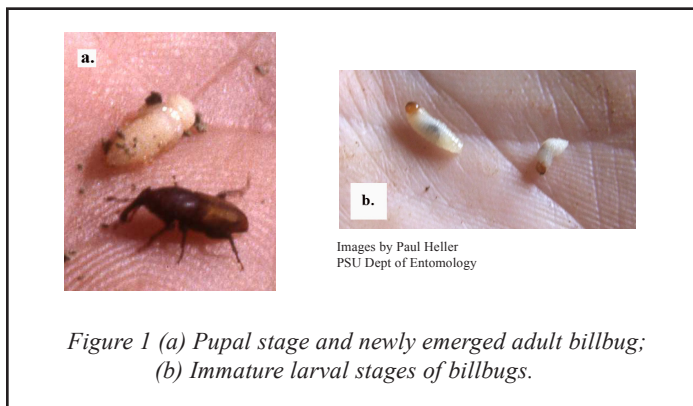 a.
b.
Images by Paul Heller
PSU Dept of Entomology
Figure 1 (a) Pupal stage and newly emerged adult billbug;
(b) Immature larval stages of billbugs.